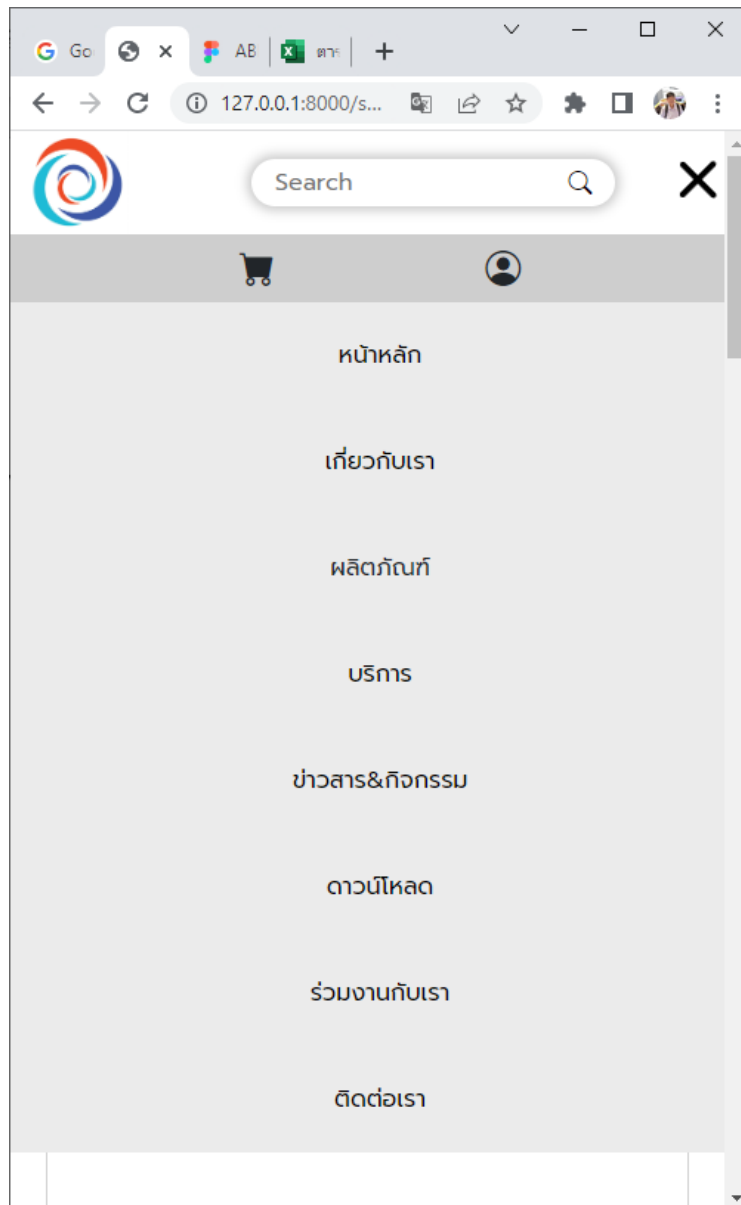 Go
AB
ตาร
127.0.0.1:8000/s...
Search
หน้าหลัก
เกี่ยวกับเรา
ผลิตภัณฑ์
บริการ
ข่าวสาร&กิจกรรม
ดาวน์โหลด
ร่วมงานกับเรา
ติดต่อเรา